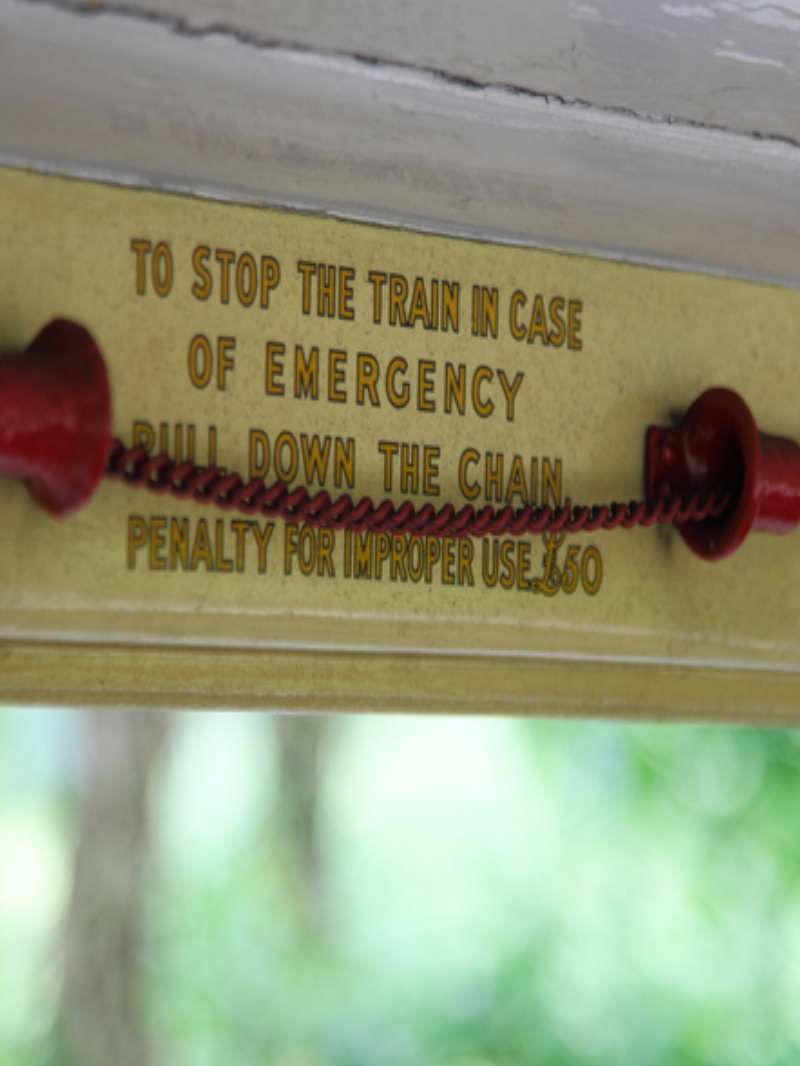 TO STOP THE TRAIN IN CASE
OF EMERGENCY
PULL DOWN THE CHAIN,
PENALTY FOR IMPROPER USE £50